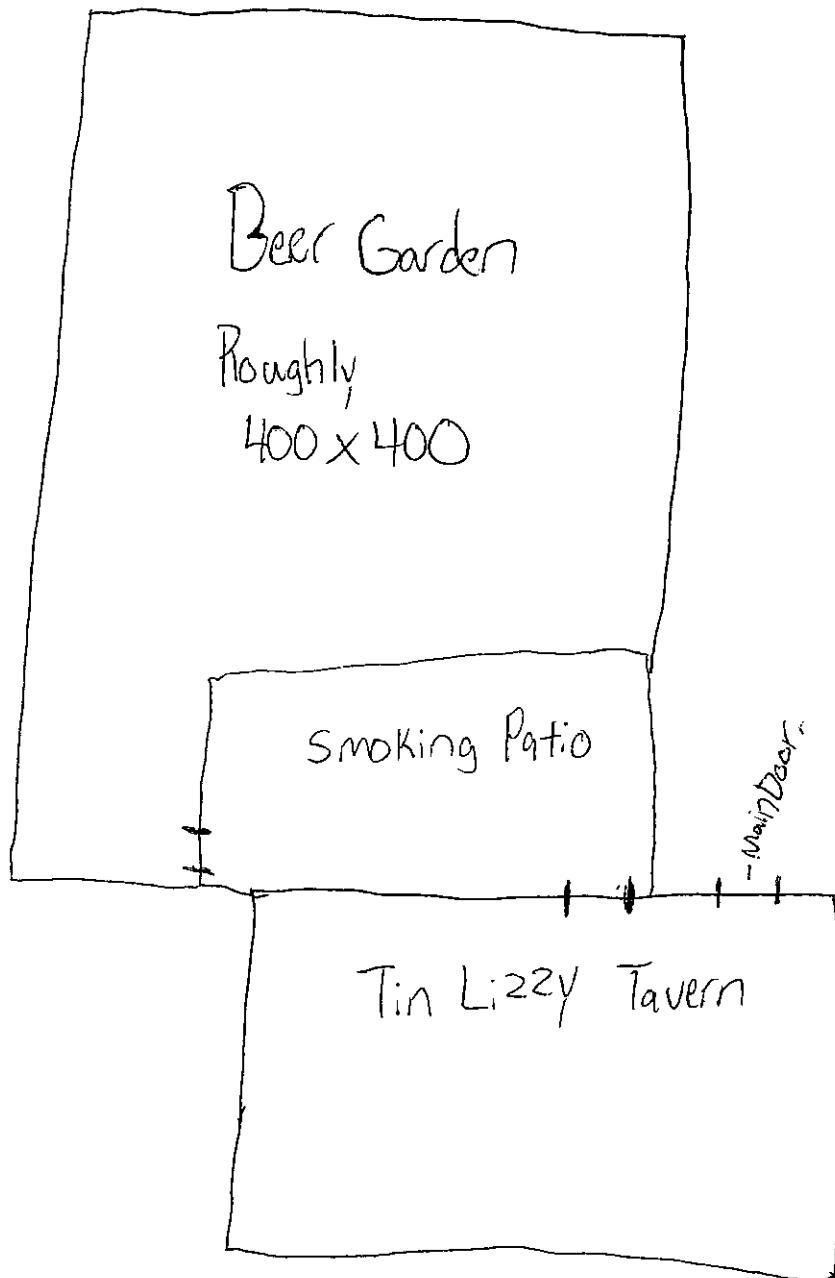 Beer Garden
Roughly
400 x 400
Smoking Patio
- Main Door.
Tin Lizzy Tavern